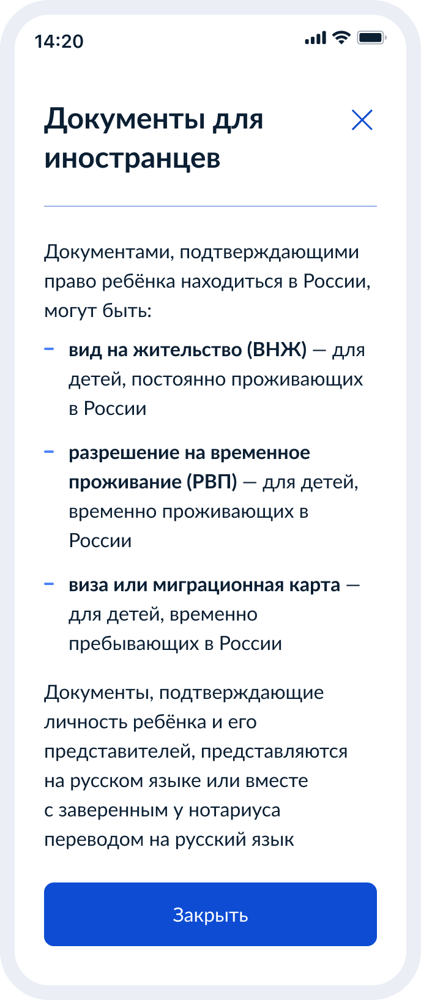 14:20
Документы для
иностранцев
Документами, подтверждающими
право ребёнка находиться в России,
могут быть:
– вид на жительство (ВНЖ) — для
детей, постоянно проживающих
в России
– разрешение на временное
проживание (РВП) — для детей,
временно проживающих в
России
– виза или миграционная карта —
для детей, временно
пребывающих в России
Документы, подтверждающие
личность ребёнка и его
представителей, представляются
на русском языке или вместе
с заверенным у нотариуса
переводом на русский язык
Закрыть